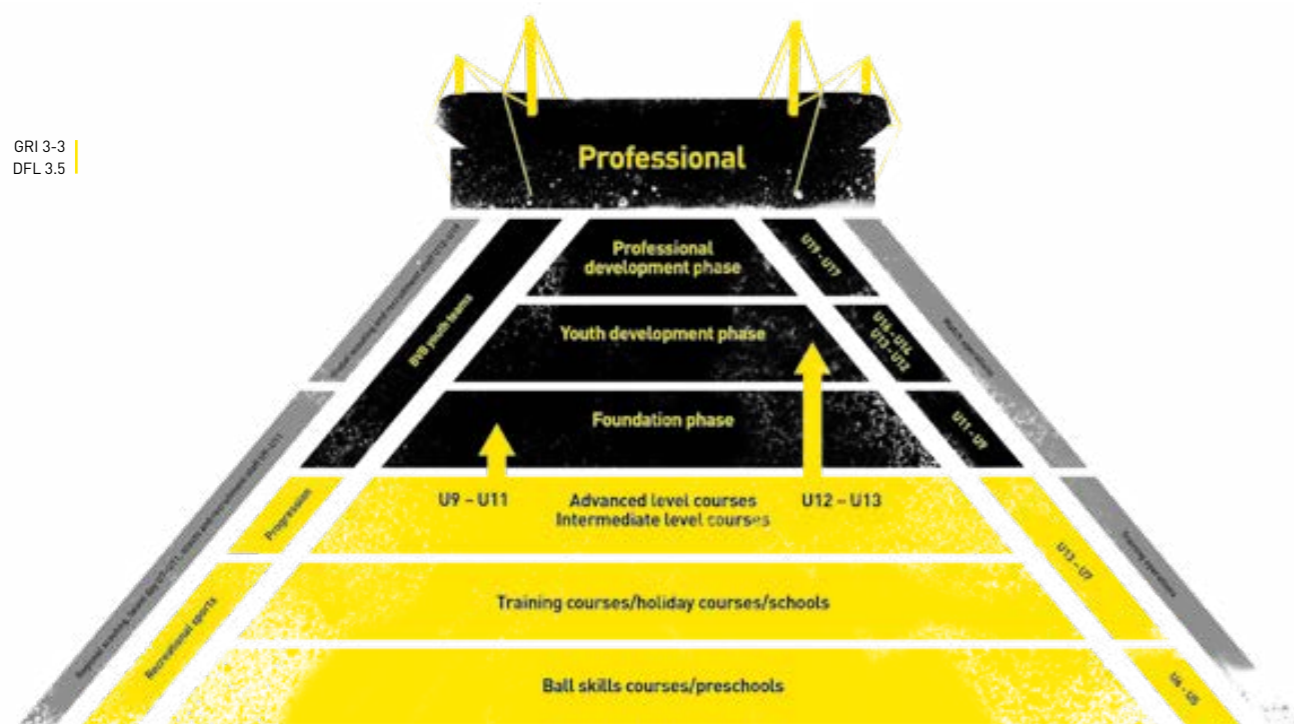 GRI 3-3
DFL 3.5
Professional
Professional
development phase
U19 – U17
BVB youth teams
Youth development phase
U16 – U14
U13 – U12
Match operations
Foundation phase
U11 – U9
Progression
U9 – U11
Advanced level courses
Intermediate level courses
U12 – U13
U13 – U7
Training operations
Recreational sports
Training courses/holiday courses/schools
Ball skills courses/preschools
U6 – U5